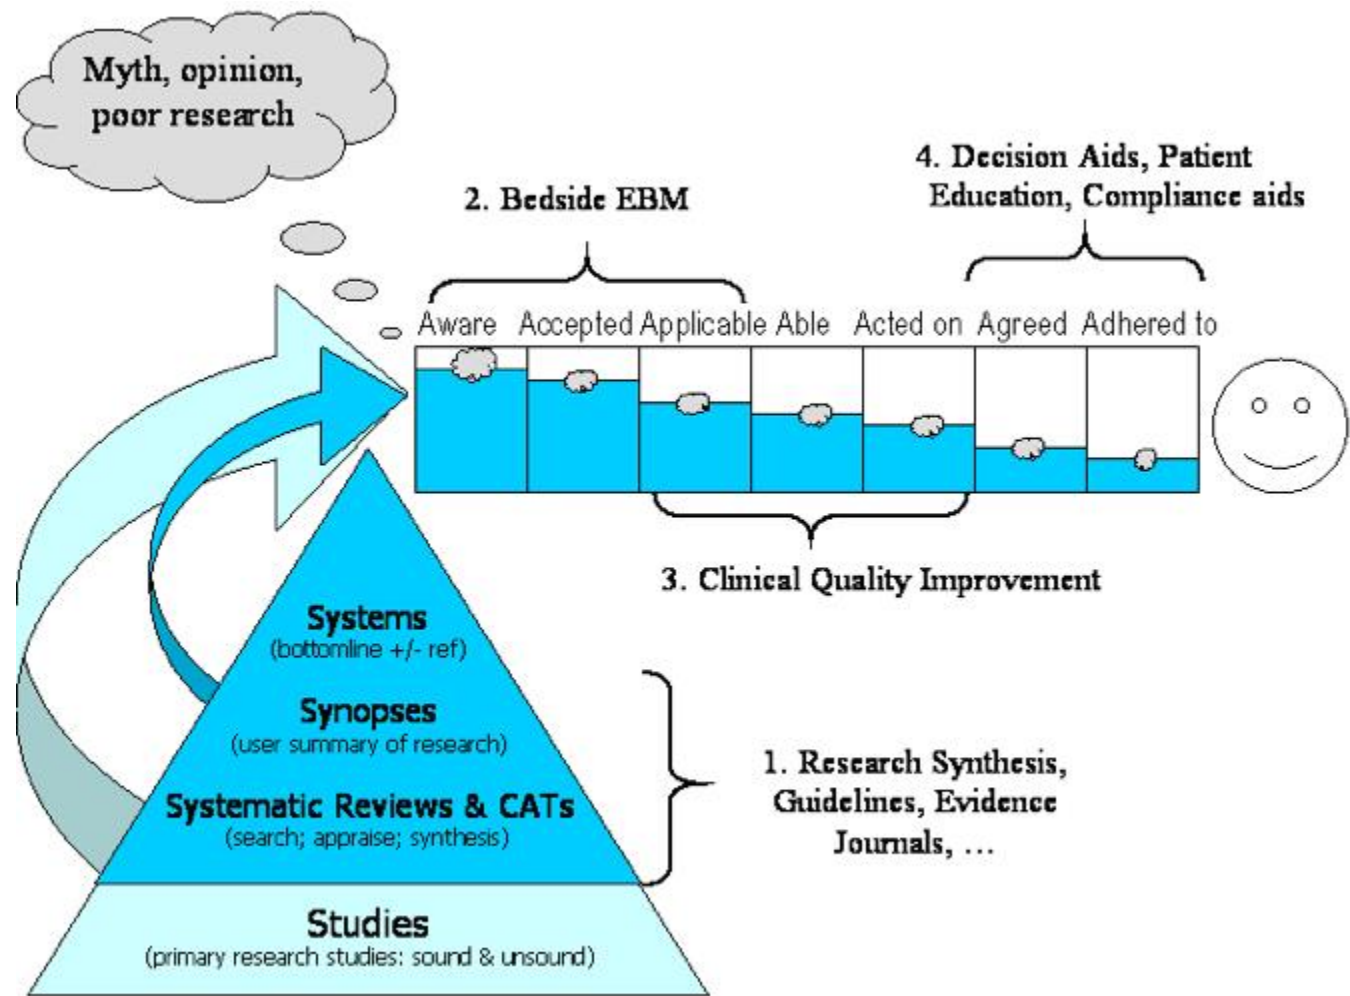 Myth, opinion,
poor research
2. Bedside EBM
4. Decision Aids, Patient
Education, Compliance aids
Aware Accepted Applicable Able Acted on Agreed Adhered to
3. Clinical Quality Improvement
Systems
(bottomline +/- ref)
Synopses
(user summary of research)
Systematic Reviews & CATs
(search; appraise; synthesis)
1. Research Synthesis,
Guidelines, Evidence
Journals, …
Studies
(primary research studies: sound & unsound)